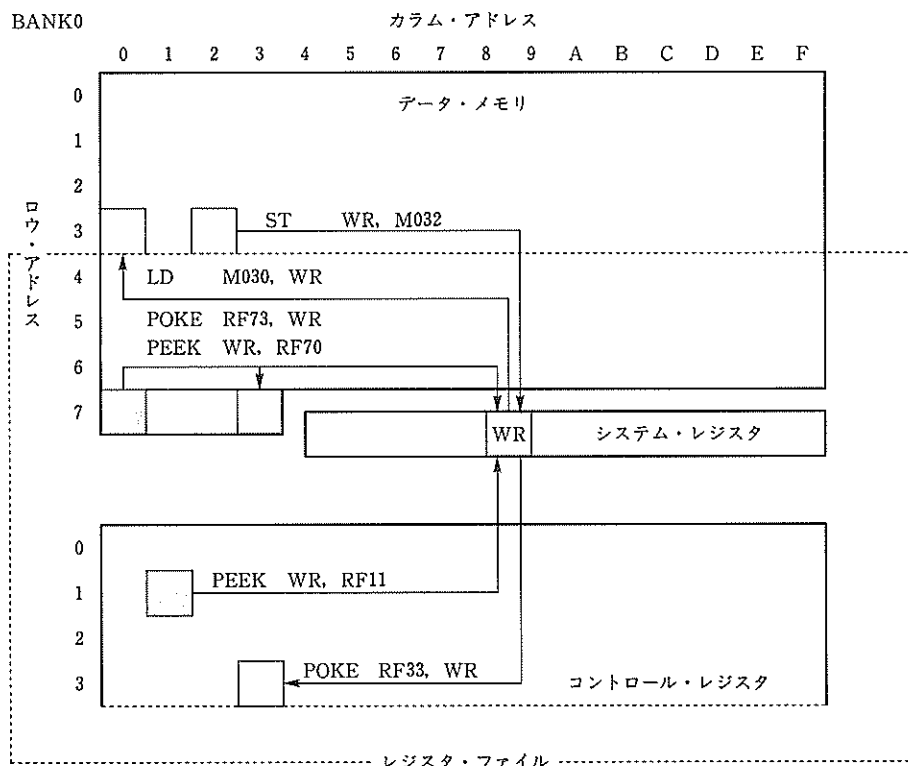 BANK0
カラム・アドレス
0 1 2 3 4 5 6 7 8 9 A B C D E F
0
データ・メモリ
1
2
ロウ・アドレス
3
ST WR, M032
4
LD M030, WR
5
POKE RF73, WR
PEEK WR, RF70
6
7
WR
システム・レジスタ
0
1
PEEK WR, RF11
2
3
POKE RF33, WR
コントロール・レジスタ
レジスタ・ファイル